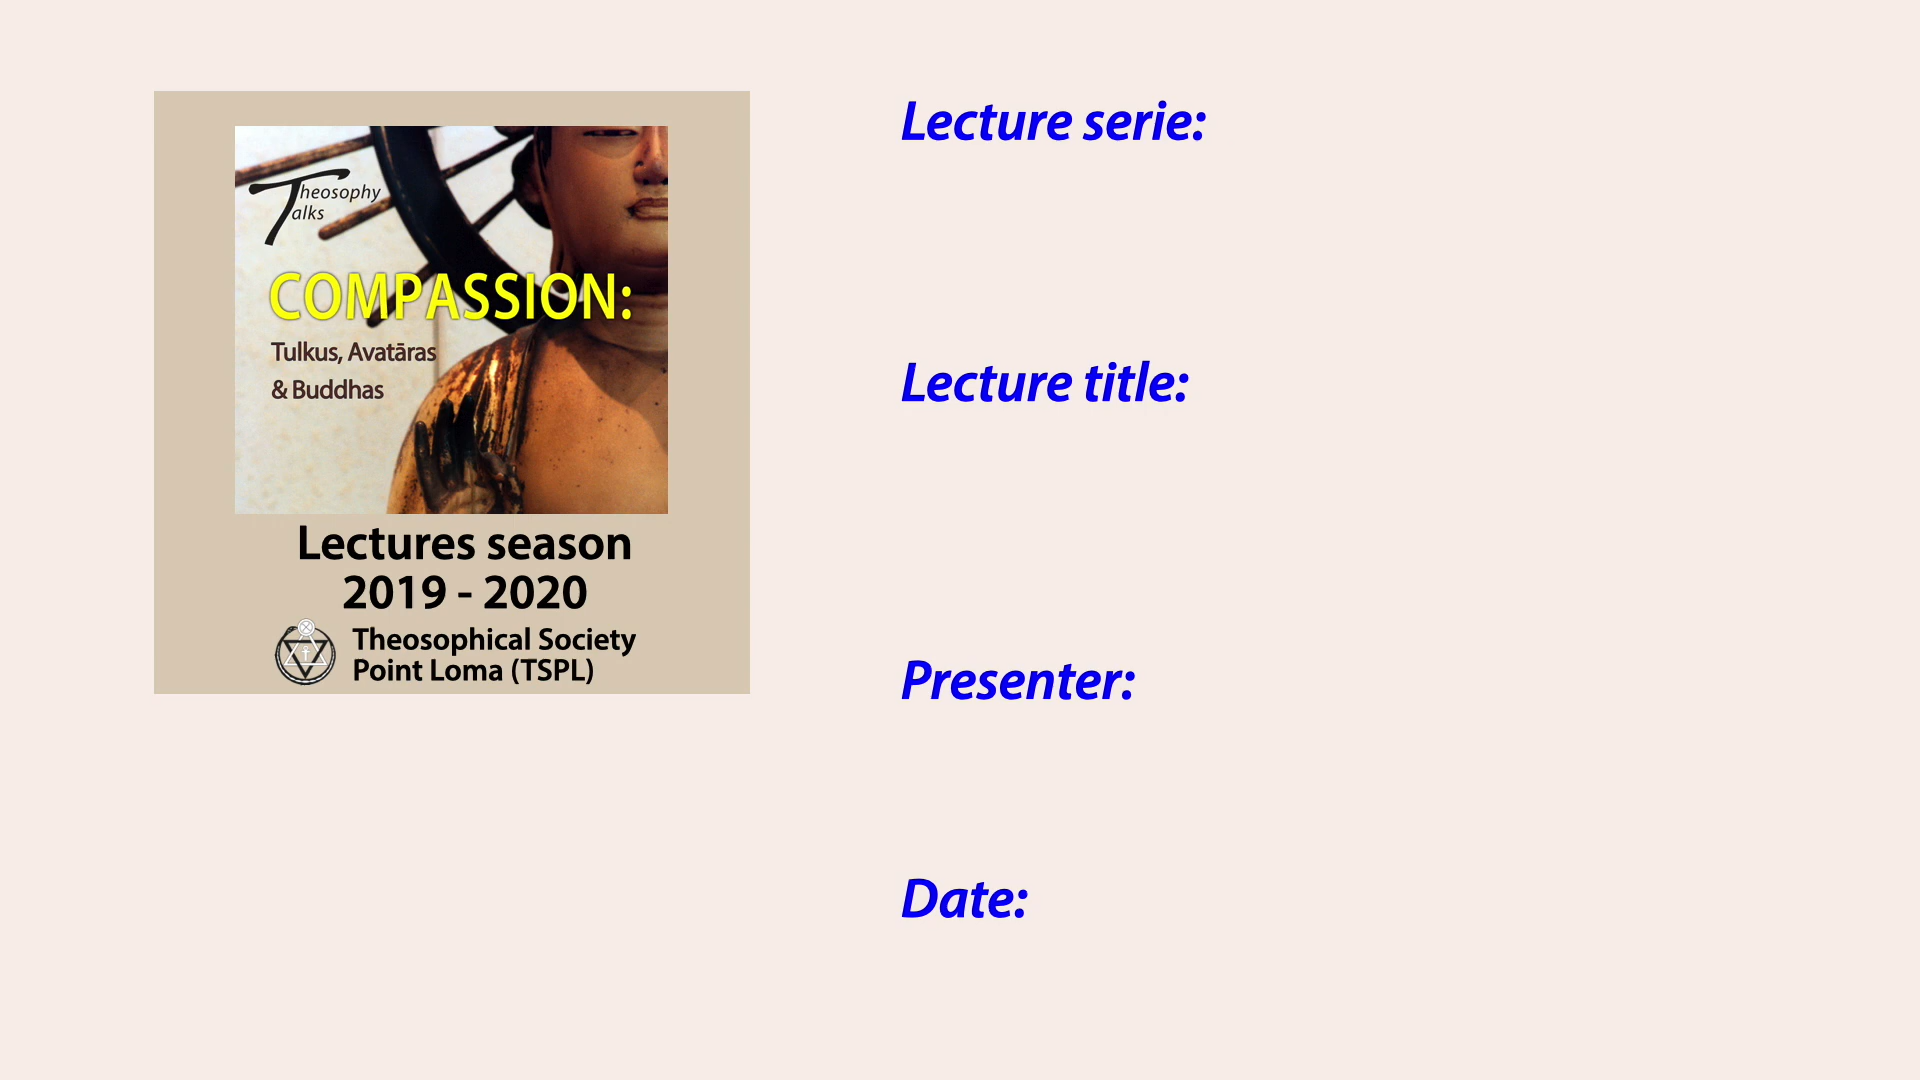 Theosophy
Talks
COMPASSION:
Tulkus, Avatāras
& Buddhas
Lectures season
2019 - 2020
Theosophical Society
Point Loma (TSPL)
Lecture serie:
Lecture title:
Presenter:
Date: